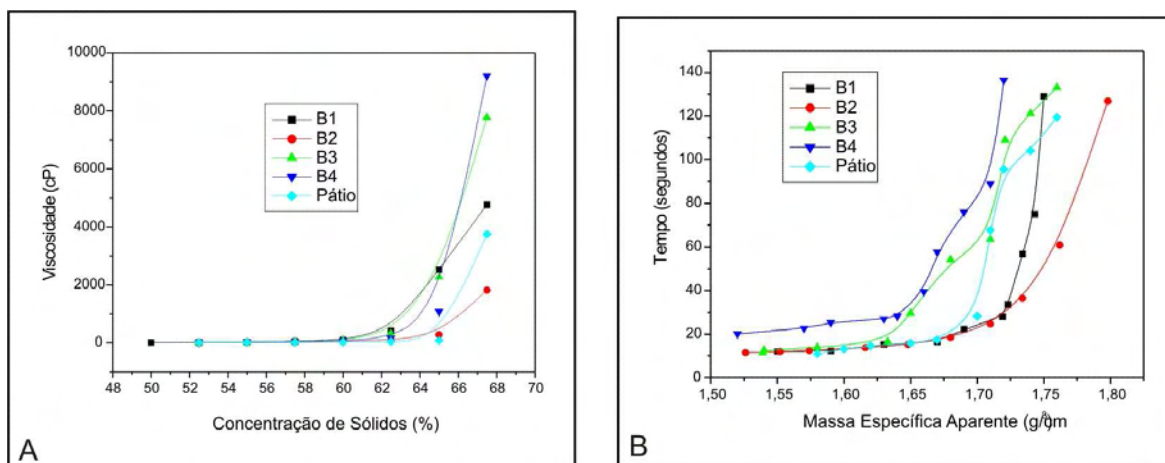 10000
8000
6000
4000
2000
0
Viscosidade (cP)
B1
B2
B3
B4
Pátio
48 50 52 54 56 58 60 62 64 66 68 70
Concentração de Sólidos (%)
A
140
120
100
80
60
40
20
0
Tempo (segundos)
B1
B2
B3
B4
Pátio
1,50 1,55 1,60 1,65 1,70 1,75 1,80
Massa Específica Aparente
B